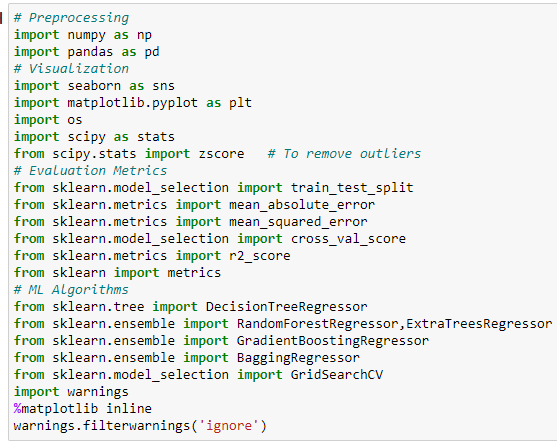 # Preprocessing
import numpy as np
import pandas as pd
# Visualization
import seaborn as sns
import matplotlib.pyplot as plt
import os
import scipy as stats
from scipy.stats import zscore   # To remove outliers
# Evaluation Metrics
from sklearn.model_selection import train_test_split
from sklearn.metrics import mean_absolute_error
from sklearn.metrics import mean_squared_error
from sklearn.model_selection import cross_val_score
from sklearn.metrics import r2_score
from sklearn import metrics
# ML Algorithms
from sklearn.tree import DecisionTreeRegressor
from sklearn.ensemble import RandomForestRegressor,ExtraTreesRegressor
from sklearn.ensemble import GradientBoostingRegressor
from sklearn.ensemble import BaggingRegressor
from sklearn.model_selection import GridSearchCV
import warnings
%matplotlib inline
warnings.filterwarnings('ignore')